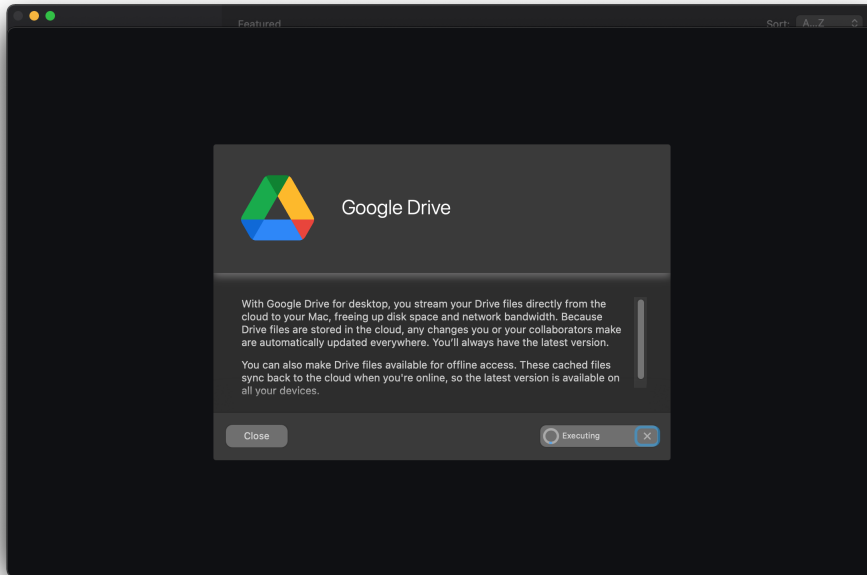 Featured
Sort: A...Z
Google Drive
With Google Drive for desktop, you stream your Drive files directly from the
cloud to your Mac, freeing up disk space and network bandwidth. Because
Drive files are stored in the cloud, any changes you or your collaborators make
are automatically updated everywhere. You'll always have the latest version.
You can also make Drive files available for offline access. These cached files
sync back to the cloud when you're online, so the latest version is available on
all your devices.
Close
Executing